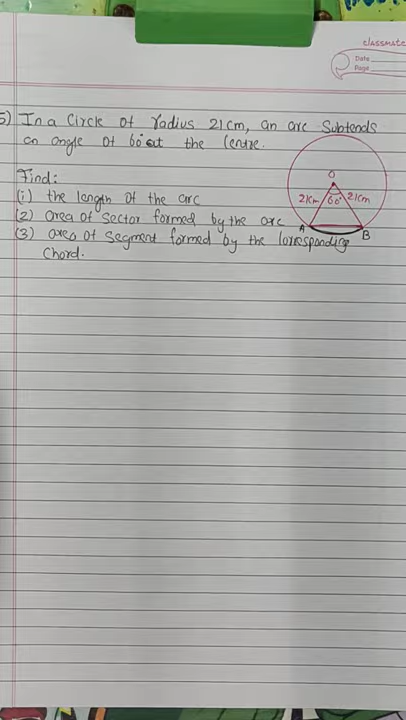 classmate
Date
Page
5) In a Circle of radius 21cm, an arc Subtends
an angle of 60° at the Centre.
Find:
(i) the length of the arc
(2) area of sector formed by the arc
(3) area of Segment formed by the Corresponding
Chord.
O
21cm 60° 21cm
A B